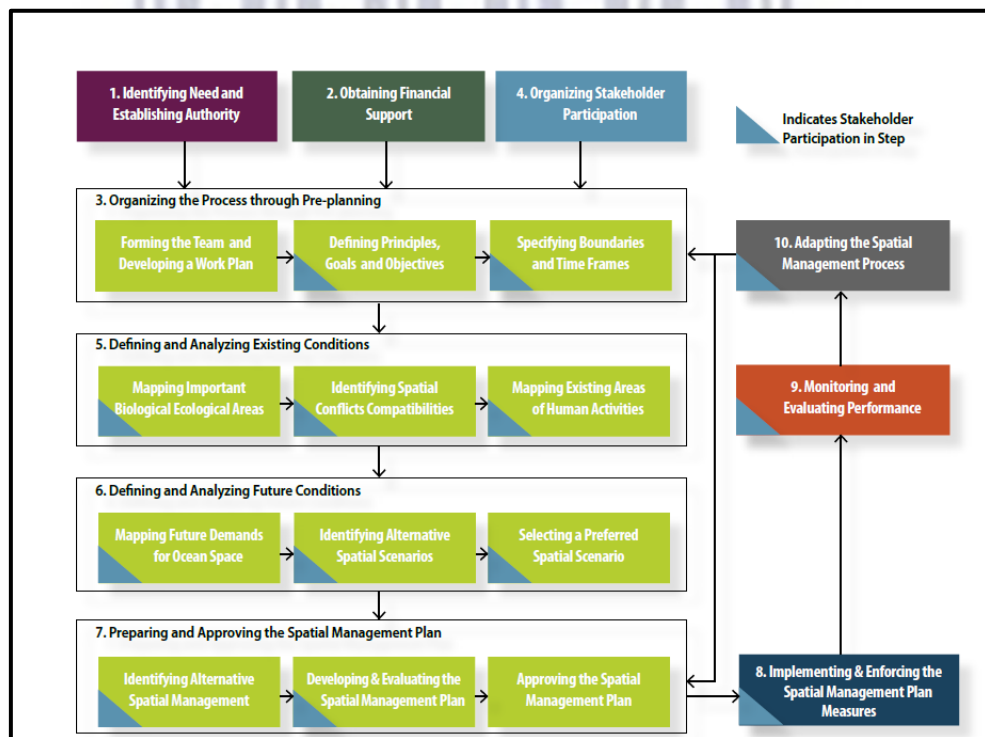 1. Identifying Need and
Establishing Authority
2. Obtaining Financial
Support
4. Organizing Stakeholder
Participation
Indicates Stakeholder
Participation in Step
3. Organizing the Process through Pre-planning
Forming the Team and
Developing a Work Plan
Defining Principles,
Goals and Objectives
Specifying Boundaries
and Time Frames
10. Adapting the Spatial
Management Process
5. Defining and Analyzing Existing Conditions
Mapping Important
Biological Ecological Areas
Identifying Spatial
Conflicts Compatibilities
Mapping Existing Areas
of Human Activities
9. Monitoring and
Evaluating Performance
6. Defining and Analyzing Future Conditions
Mapping Future Demands
for Ocean Space
Identifying Alternative
Spatial Scenarios
Selecting a Preferred
Spatial Scenario
7. Preparing and Approving the Spatial Management Plan
Identifying Alternative
Spatial Management
Developing & Evaluating the
Spatial Management Plan
Approving the Spatial
Management Plan
8. Implementing & Enforcing the
Spatial Management Plan
Measures